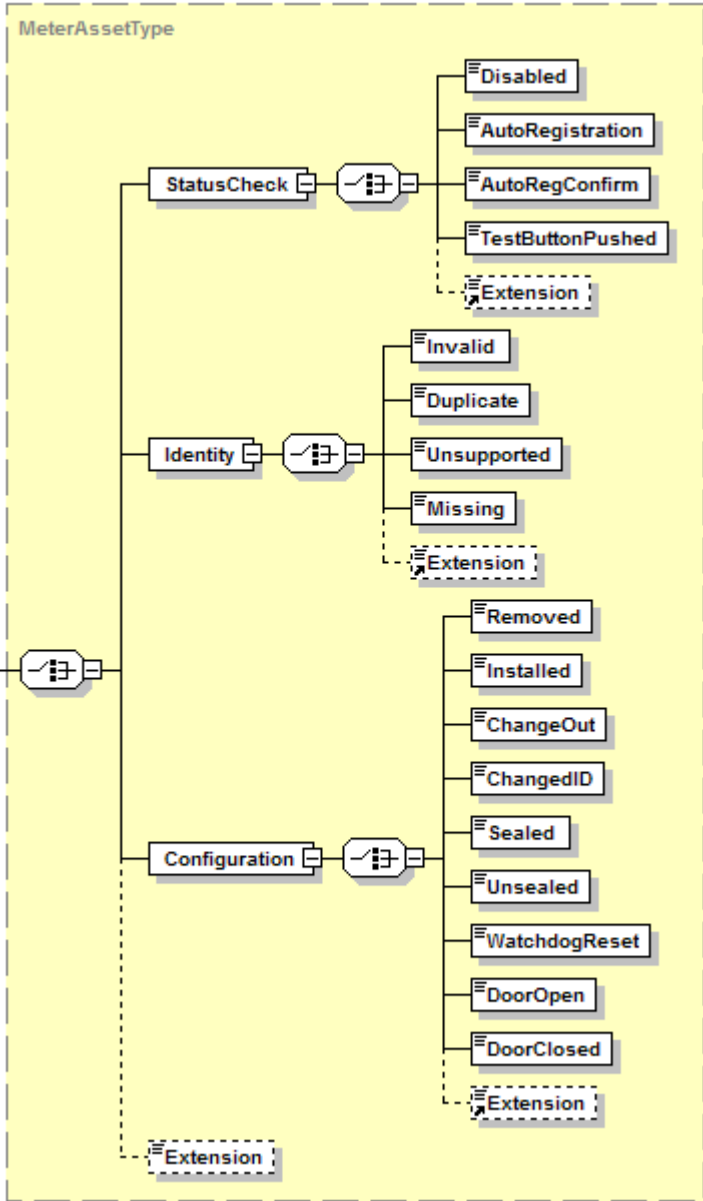 MeterAssetType
Disabled
AutoRegistration
StatusCheck
AutoRegConfirm
TestButtonPushed
Extension
Invalid
Duplicate
Identity
Unsupported
Missing
Extension
Removed
Installed
ChangeOut
ChangedID
Sealed
Configuration
Unsealed
WatchdogReset
DoorOpen
DoorClosed
Extension
Extension